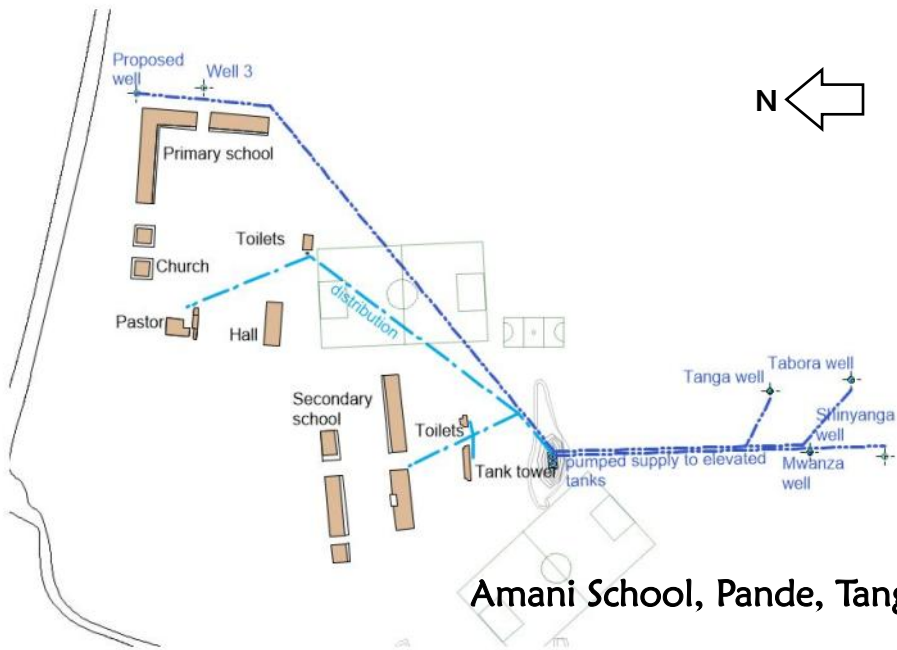 Proposed
well
Well 3
N
Primary school
Toilets
Church
distribution
Pastor
Hall
Tanga well
Tabora well
Shinyanga
well
Secondary
school
Toilets
Tank tower
pumped supply to elevated
tanks
Mwanza
well
Amani School, Pande, Tang